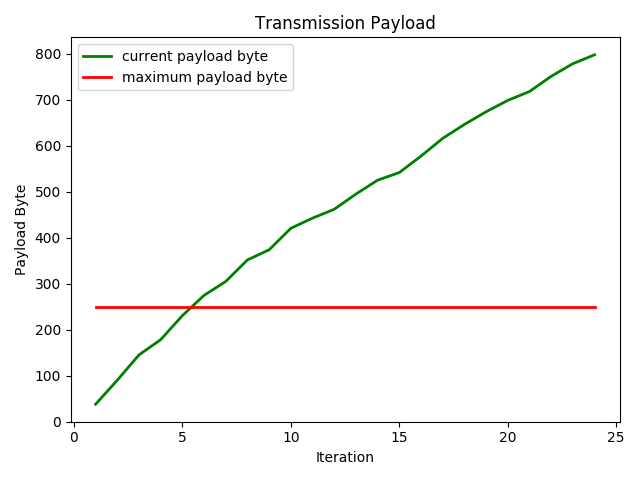 Transmission Payload
current payload byte
maximum payload byte
Payload Byte
800
700
600
500
400
300
200
100
0
0 5 10 15 20 25
Iteration